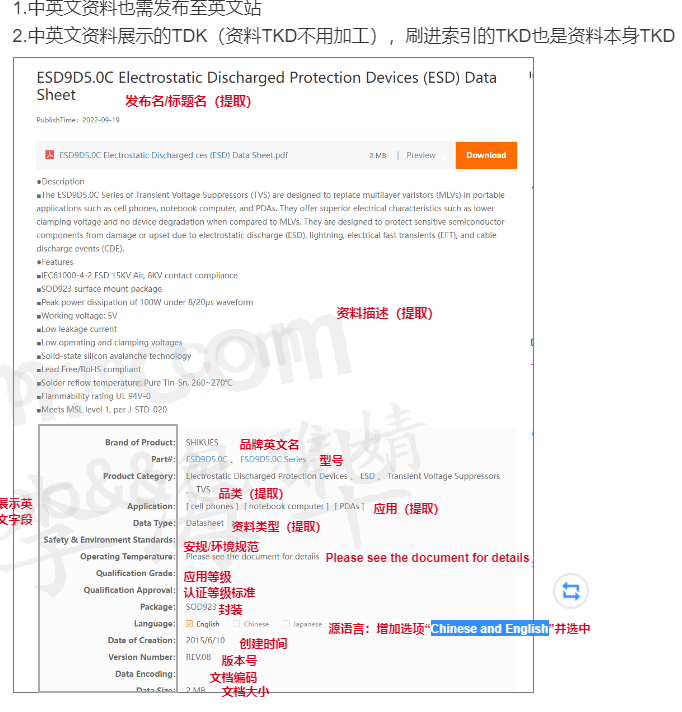 1.中英文资料也需发布至英文站
2.中英文资料展示的TDK（资料TKD不用加工），刷进索引的TKD也是资料本身TKD
ESD9D5.0C Electrostatic Discharged Protection Devices (ESD) Data
Sheet
发布名/标题名（提取）
PublishTime：2022-09-19
ESD9D5.0C Electrostatic Discharged ces (ESD) Data Sheet.pdf 2 MB | Preview Download
●Description
■The ESD9D5.0C Series of Transient Voltage Suppressors (TVS) are designed to replace multilayer varistors (MLVs) in portable
applications such as cell phones, notebook computer, and PDAs. They offer superior electrical characteristics such as lower
clamping voltage and no device degradation when compared to MLVs. They are designed to protect sensitive semiconductor
components from damage or upset due to electrostatic discharge (ESD), lightning, electrical fast transients (EFT), and cable
discharge events (CDE).
●Features
■IEC61000-4-2 ESD 15KV Air, 8KV contact compliance
■SOD923 surface mount package
■Peak power dissipation of 100W under 8/20μs waveform
■Working voltage: 5V
资料描述（提取）
■Low leakage current
■Low operating and clamping voltages
■Solid-state silicon avalanche technology
■Lead Free/RoHS compliant
■Solder reflow temperature: Pure Tin-Sn, 260~270℃
■Flammability rating UL 94V-0
■Meets MSL level 1, per J-STD-020
Brand of Product: SHIKUES 品牌英文名
Part#: ESD9D5.0C 、 ESD9D5.0C Series 型号
Product Category: Electrostatic Discharged Protection Devices 、 ESD 、 Transient Voltage Suppressors
、 TVS 品类（提取）
展示英
文字段
Application: [ cell phones ] [ notebook computer ] [ PDAs ] 应用（提取）
Data Type: Datasheet 资料类型（提取）
Safety & Environment Standards: 安规/环境规范
Operating Temperature: Please see the document for details Please see the document for details
Qualification Grade: 应用等级
Qualification Approval: 认证等级标准
Package: SOD923 封装
Language: English Chinese Japanese 源语言：增加选项“Chinese and English”并选中
Date of Creation: 2015/6/10 创建时间
Version Number: REV.08 版本号
Data Encoding: 文档编码
Data Size: 2 MB 文档大小